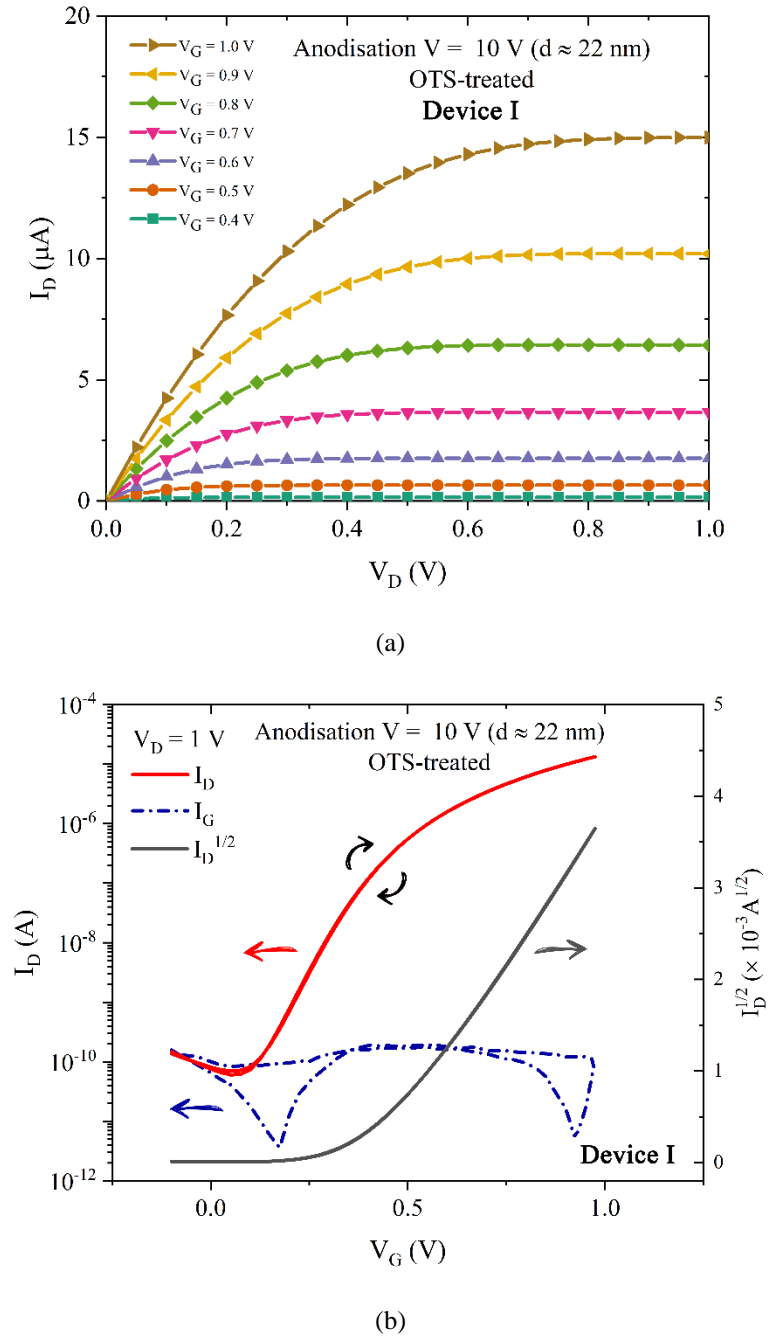 20
15
10
5
0
I_D (μA)
V_G = 1.0 V
V_G = 0.9 V
V_G = 0.8 V
V_G = 0.7 V
V_G = 0.6 V
V_G = 0.5 V
V_G = 0.4 V
Anodisation V = 10 V (d ≈ 22 nm)
OTS-treated
Device I
0.0 0.2 0.4 0.6 0.8 1.0
V_D (V)
(a)
10^-4
10^-6
10^-8
10^-10
10^-12
I_D (A)
V_D = 1 V
I_D
I_G
I_D^1/2
Anodisation V = 10 V (d ≈ 22 nm)
OTS-treated
Device I
5
4
3
4
2
1
0
I_D^1/2 (× 10^-3 A^1/2)
0.0 0.5 1.0
V_G (V)
(b)